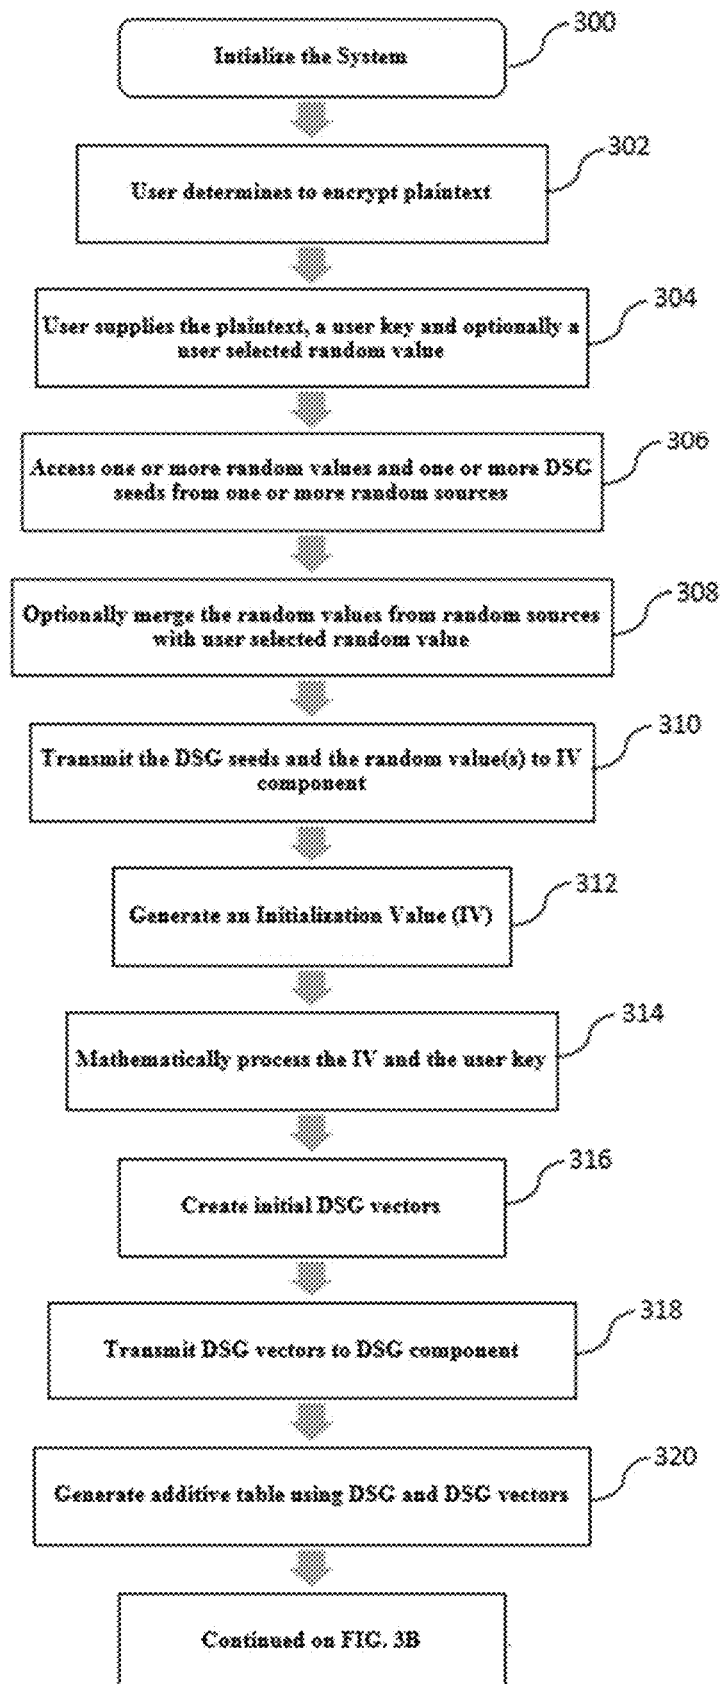 300
Intialize the System
302
User determines to encrypt plaintext
304
User supplies the plaintext, a user key and optionally a
user selected random value
306
Access one or more random values and one or more DSG
seeds from one or more random sources
308
Optionally merge the random values from random sources
with user selected random value
310
Transmit the DSG seeds and the random value(s) to IV
component
312
Generate an Initialization Value (IV)
314
Mathematically process the IV and the user key
316
Create initial DSG vectors
318
Transmit DSG vectors to DSG component
320
Generate additive table using DSG and DSG vectors
Continued on FIG. 3B